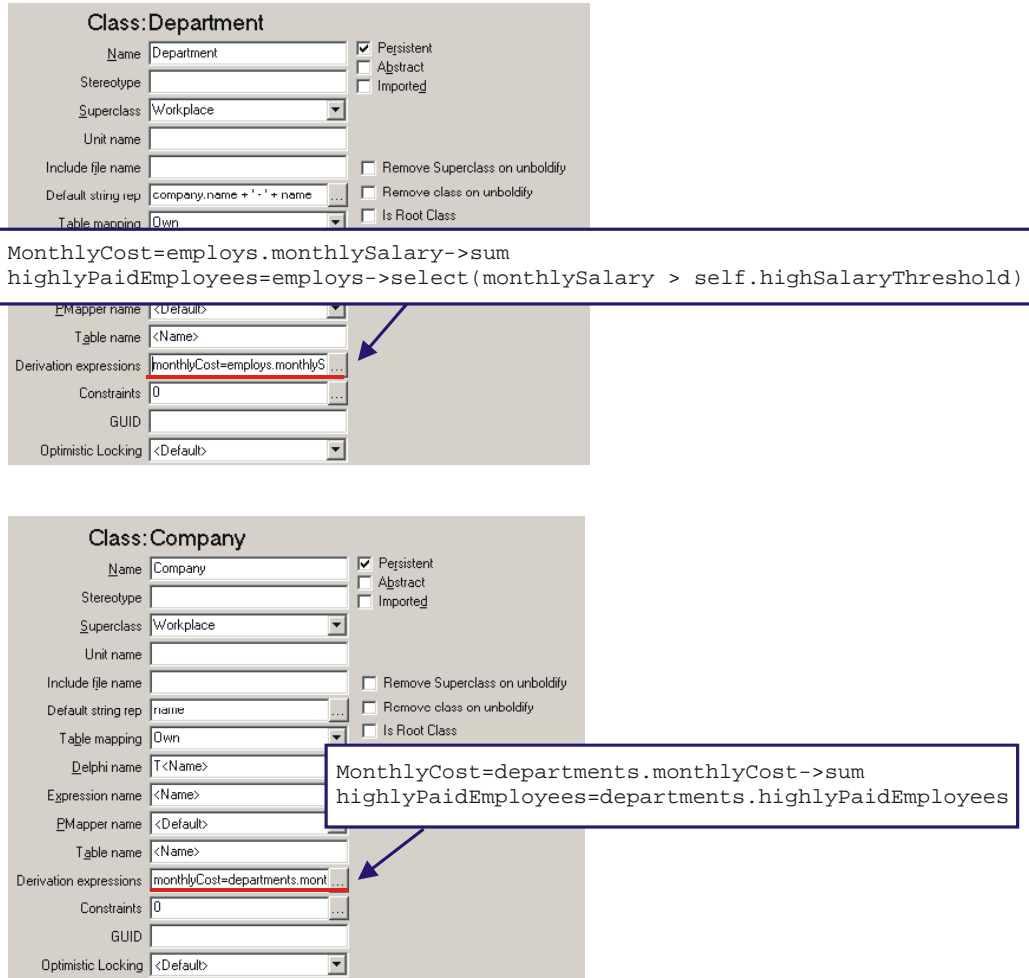 Class: Department
Name Department
Persistent
Abstract
Stereotype
Imported
Superclass Workplace
Unit name
Include file name
Remove Superclass on unboldify
Default string rep company.name + ' - ' + name ...
Remove class on unboldify
Table mapping Own
Is Root Class
MonthlyCost=employs.monthlySalary->sum
highlyPaidEmployees=employs->select(monthlySalary > self.highSalaryThreshold)
PMapper name <Default>
Table name <Name>
Derivation expressions monthlyCost=employs.monthlyS ...
Constraints 0 ...
GUID
Optimistic Locking <Default>
Class: Company
Name Company
Persistent
Abstract
Stereotype
Imported
Superclass Workplace
Unit name
Include file name
Remove Superclass on unboldify
Default string rep name ...
Remove class on unboldify
Table mapping Own
Is Root Class
Delphi name T<Name>
MonthlyCost=departments.monthlyCost->sum
highlyPaidEmployees=departments.highlyPaidEmployees
Expression name <Name>
PMapper name <Default>
Table name <Name>
Derivation expressions monthlyCost=departments.mont ...
Constraints 0 ...
GUID
Optimistic Locking <Default>